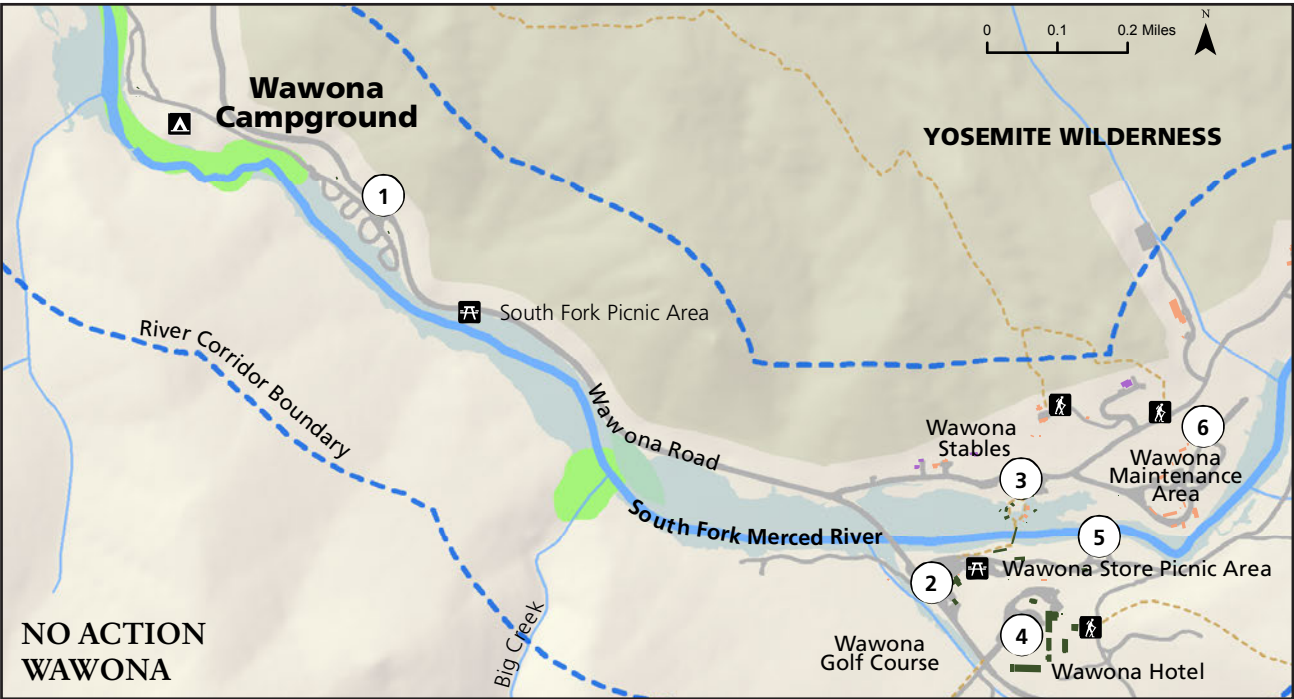 N
0 0.1 0.2 Miles
Wawona
Campground
YOSEMITE WILDERNESS
1
South Fork Picnic Area
River Corridor Boundary
Wawona Road
Wawona
Stables
6
Wawona
Maintenance
Area
3
South Fork Merced River
5
2
Wawona Store Picnic Area
Big Creek
NO ACTION
WAWONA
Wawona
Golf Course
4
Wawona Hotel